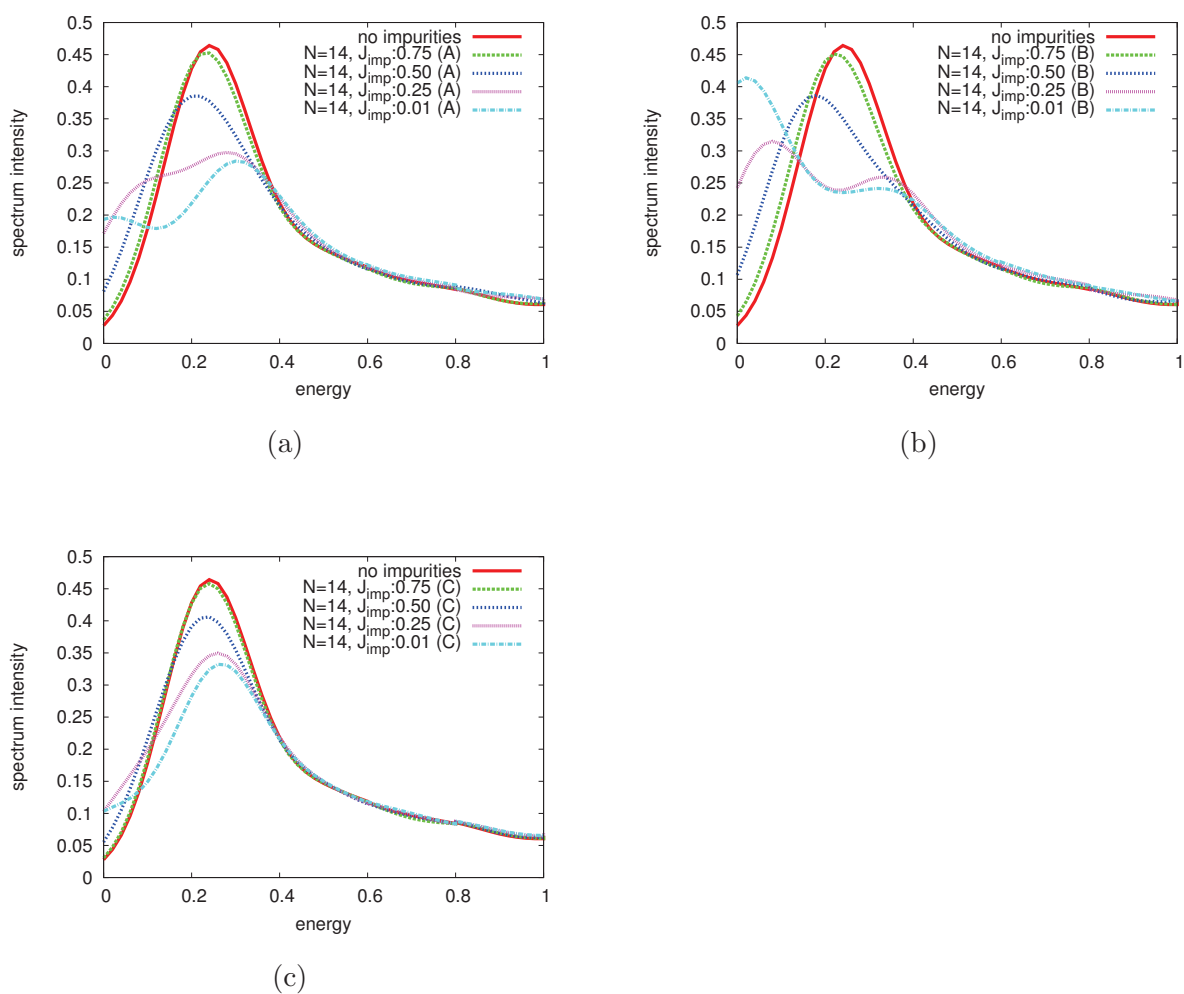 0.5
0.45
0.4
0.35
0.3
0.25
0.2
0.15
0.1
0.05
0
spectrum intensity
no impurities
N=14, J_imp:0.75 (A)
N=14, J_imp:0.50 (A)
N=14, J_imp:0.25 (A)
N=14, J_imp:0.01 (A)
0 0.2 0.4 0.6 0.8 1
energy
(a)
0.5
0.45
0.4
0.35
0.3
0.25
0.2
0.15
0.1
0.05
0
spectrum intensity
no impurities
N=14, J_imp:0.75 (B)
N=14, J_imp:0.50 (B)
N=14, J_imp:0.25 (B)
N=14, J_imp:0.01 (B)
0 0.2 0.4 0.6 0.8 1
energy
(b)
0.5
0.45
0.4
0.35
0.3
0.25
0.2
0.15
0.1
0.05
0
spectrum intensity
no impurities
N=14, J_imp:0.75 (C)
N=14, J_imp:0.50 (C)
N=14, J_imp:0.25 (C)
N=14, J_imp:0.01 (C)
0 0.2 0.4 0.6 0.8 1
energy
(c)